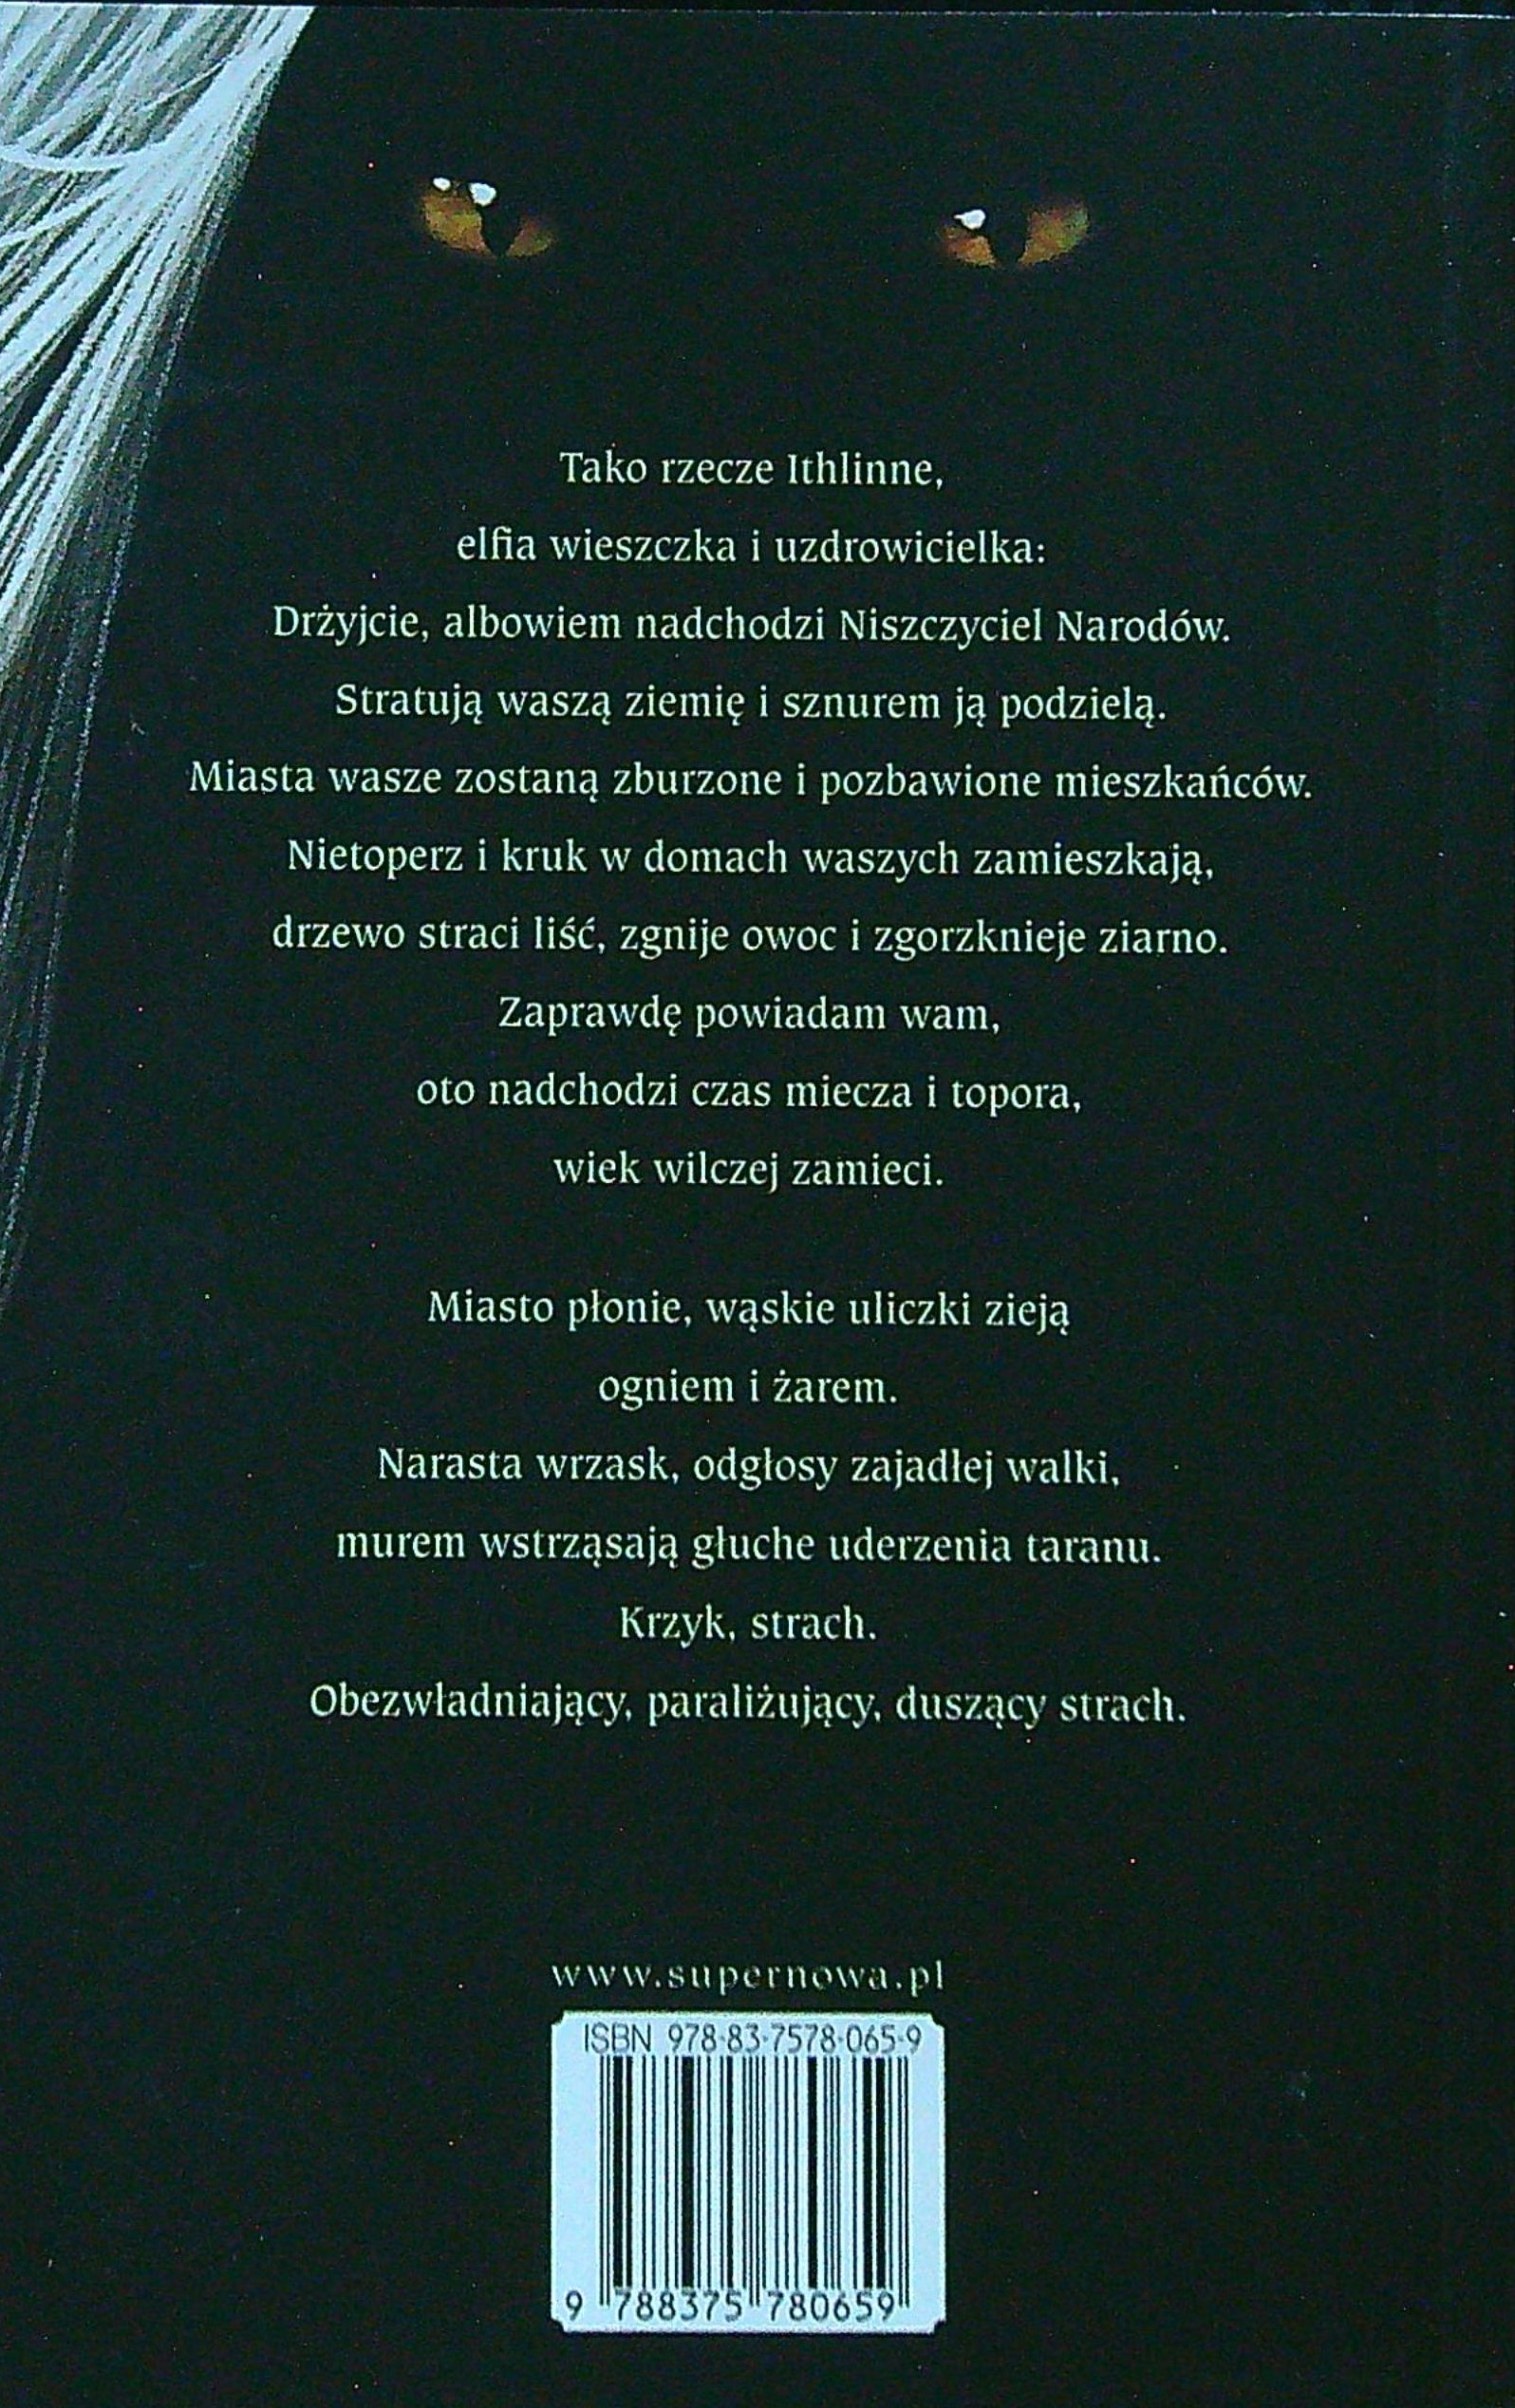 Tako rzecze Ithlinne,
elfia wieszczka i uzdrowicielka:
Drżyjcie, albowiem nadchodzi Niszczyciel Narodów.
Stratują waszą ziemię i sznurem ją podzielą.
Miasta wasze zostaną zburzone i pozbawione mieszkańców.
Nietoperz i kruk w domach waszych zamieszkają,
drzewo straci liść, zgnije owoc i zgorzknieje ziarno.
Zaprawdę powiadam wam,
oto nadchodzi czas miecza i topora,
wiek wilczej zamieci.
Miasto płonie, wąskie uliczki zieją
ogniem i żarem.
Narasta wrzask, odgłosy zajadłej walki,
murem wstrząsają głuche uderzenia taranu.
Krzyk, strach.
Obezwładniający, paraliżujący, duszący strach.
www.supernowa.pl
ISBN 978-83-7578-065-9
9 788375 780659